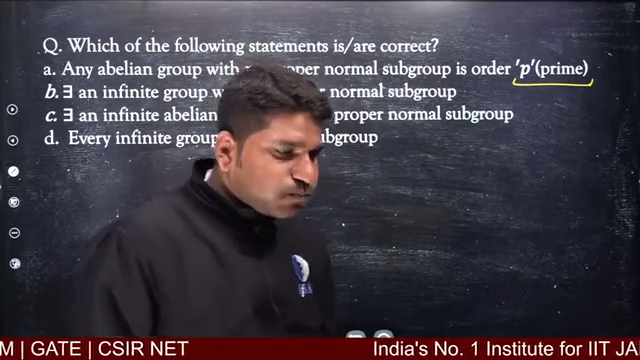 Q. Which of the following statements is/are correct?
a. Any abelian group with proper normal subgroup is order 'p'(prime)
b. ∃ an infinite group normal subgroup
c. ∃ an infinite abelian proper normal subgroup
d. Every infinite group subgroup
M | GATE | CSIR NET India's No. 1 Institute for IIT JA